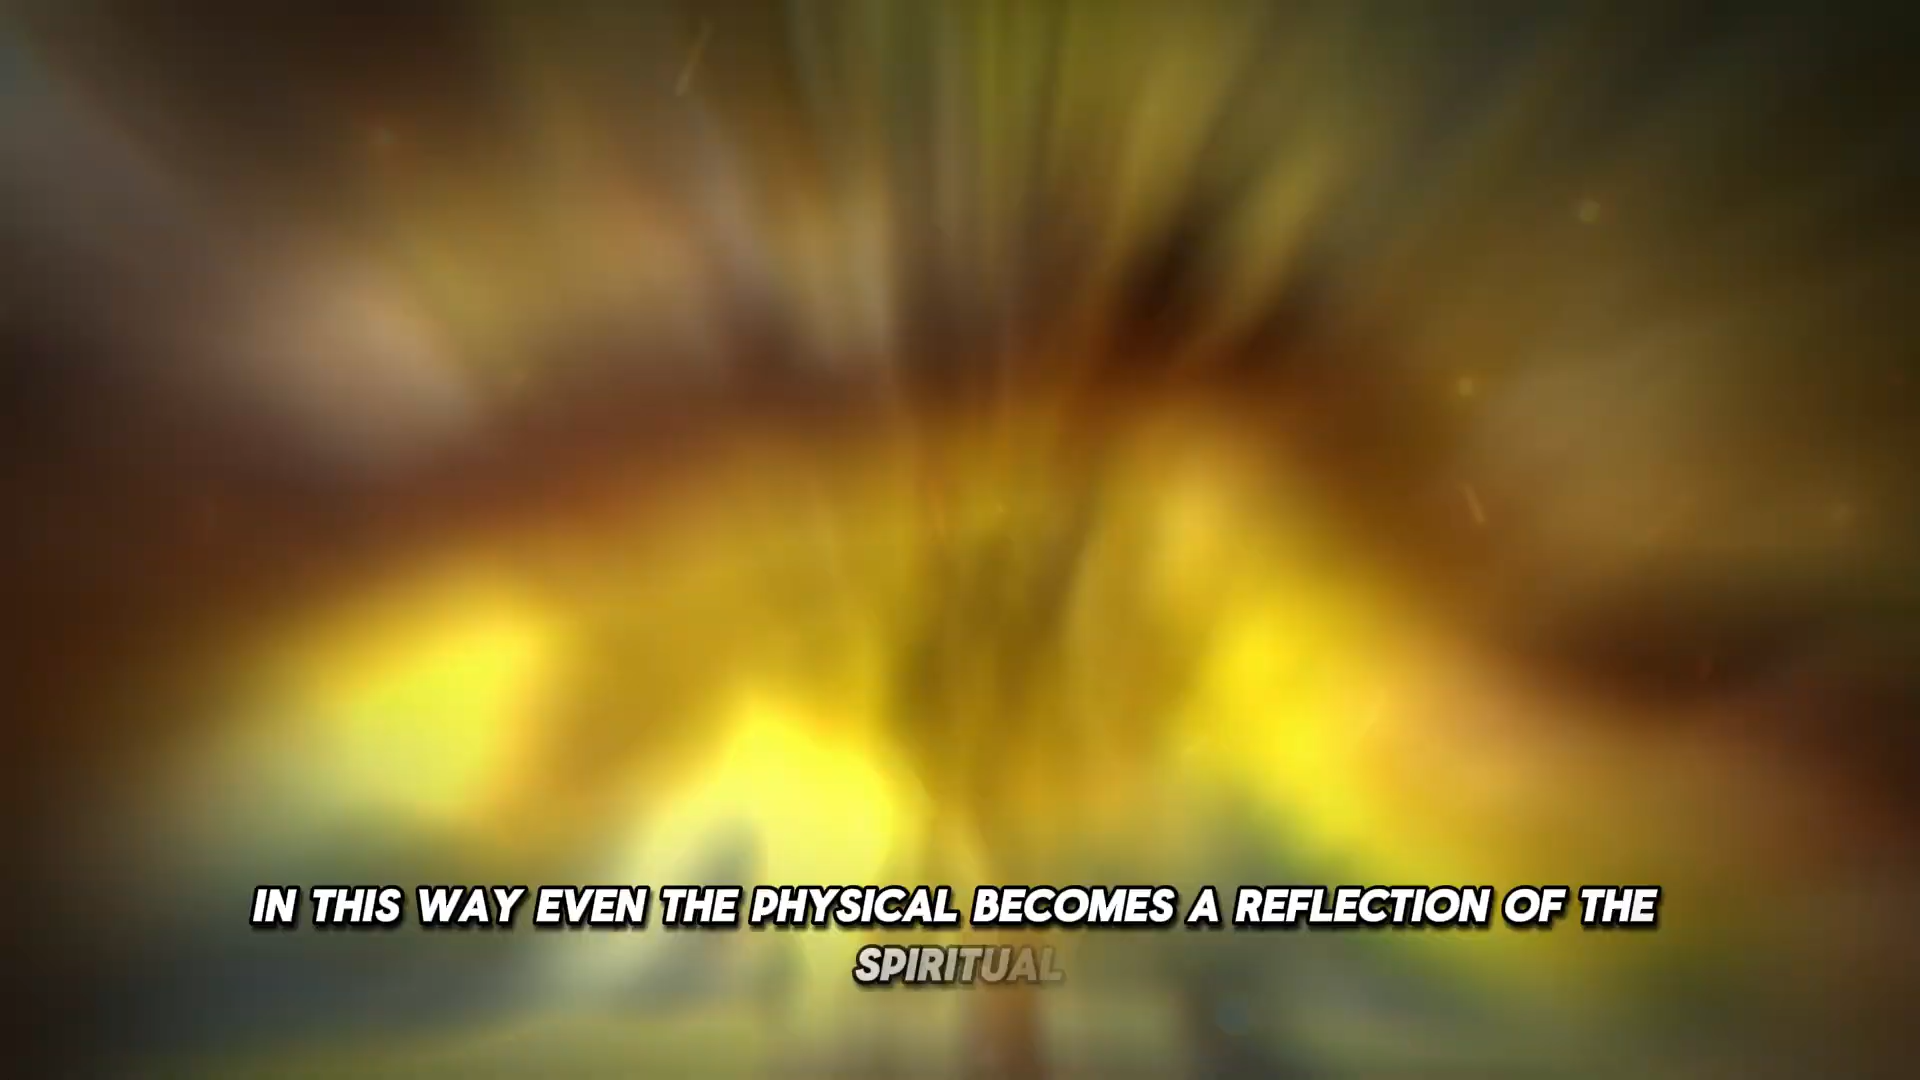 IN THIS WAY EVEN THE PHYSICAL BECOMES A REFLECTION OF THE
SPIRITUAL